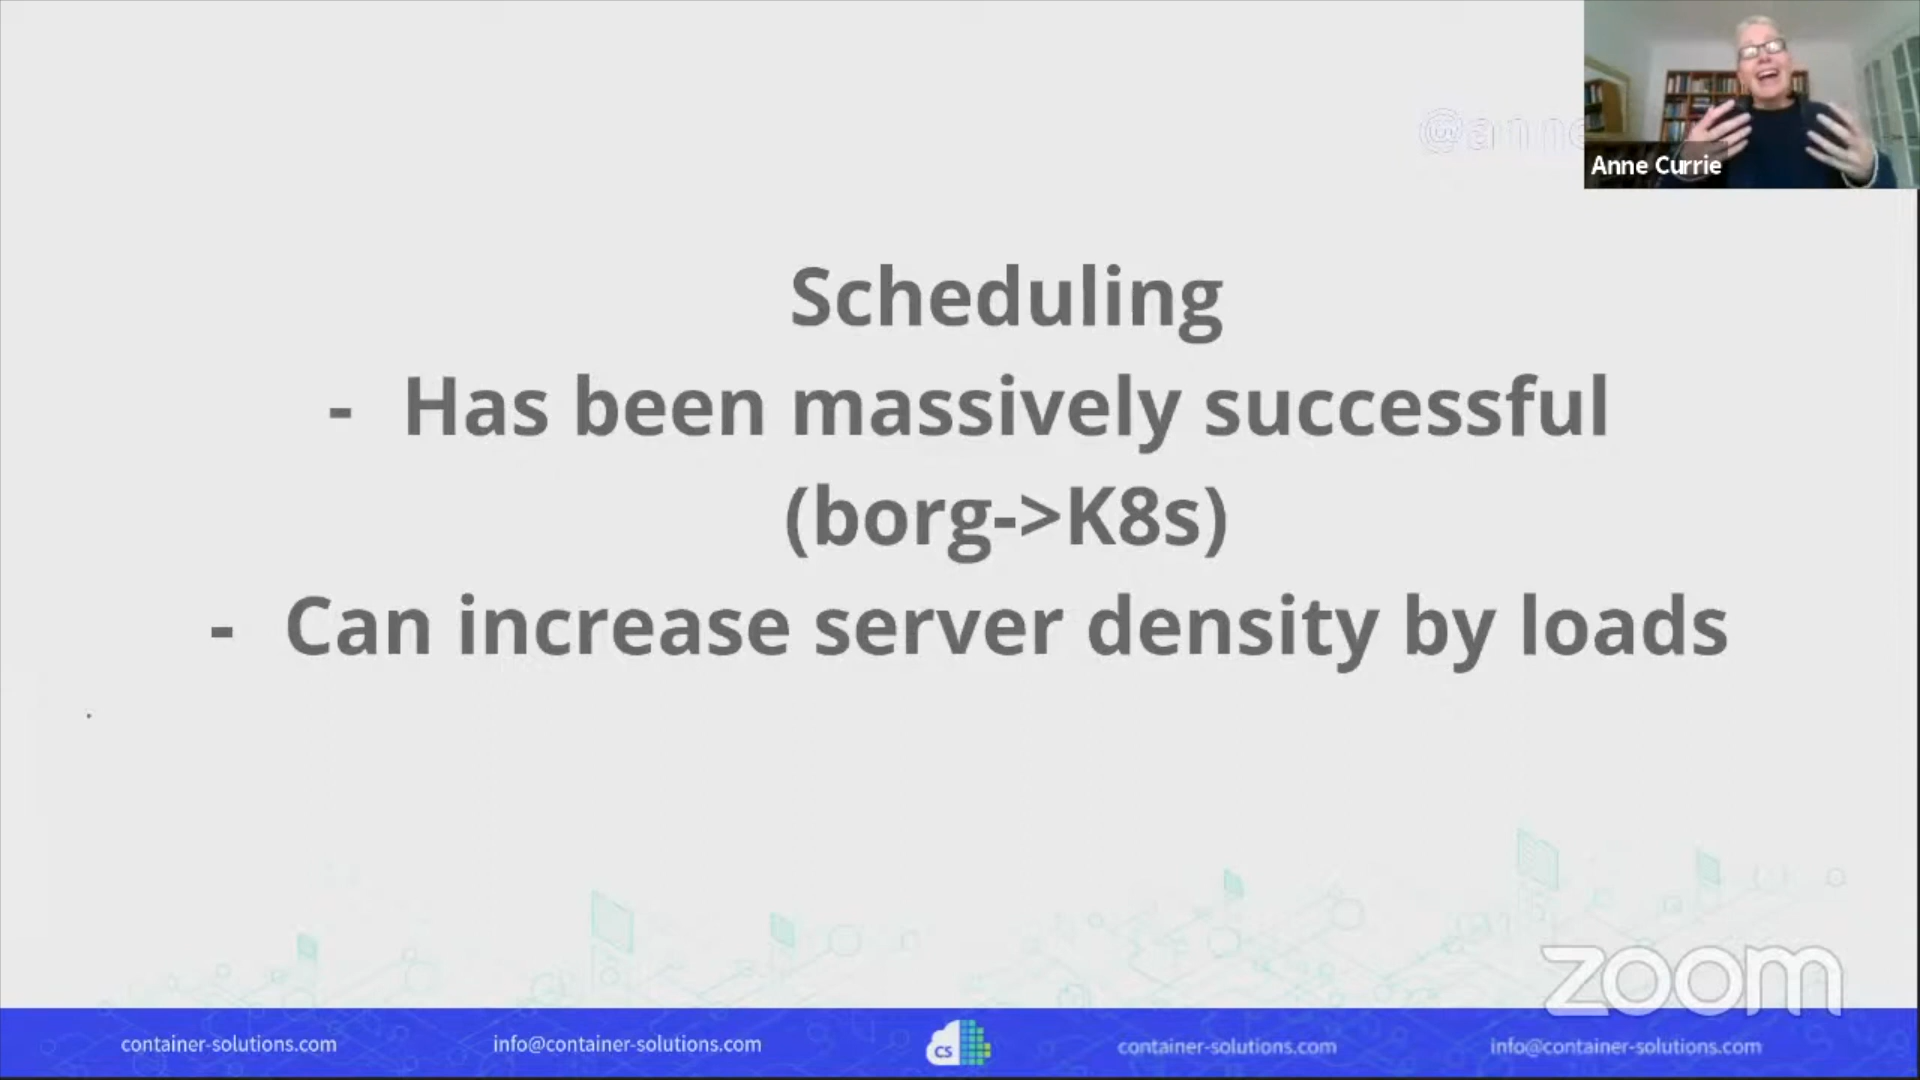 @anne
Anne Currie
Scheduling
- Has been massively successful
(borg->K8s)
- Can increase server density by loads
zoom
container-solutions.com
info@container-solutions.com
cs
container-solutions.com
info@container-solutions.com